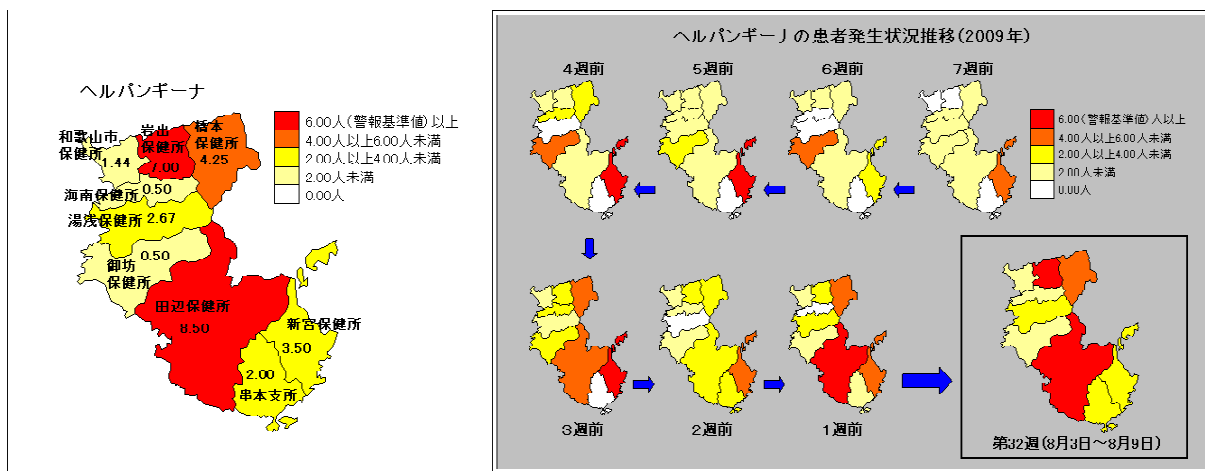 ヘルパンギーナ
6.00人(警報基準値)以上
4.00人以上6.00人未満
2.00人以上4.00人未満
2.00人未満
0.00人
和歌山市
保健所
1.44
岩出
保健所
7.00
橋本
保健所
4.25
海南保健所
0.50
湯浅保健所
2.67
御坊
保健所
0.50
田辺保健所
8.50
新宮保健所
3.50
2.00
串本支所
ヘルパンギーJの患者発生状況推移(2009年)
4週前
5週前
6週前
7週前
6.00(警報基準値)人以上
4.00人以上6.00人未満
2.00人以上4.00人未満
2.00人未満
0.00人
3週前
2週前
1週前
第32週(8月3日～8月9日)